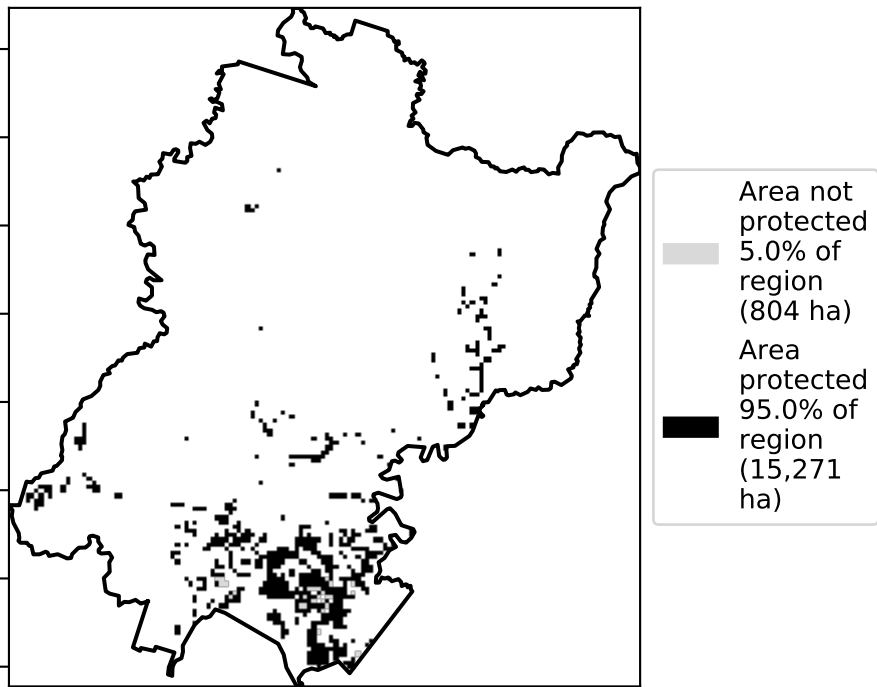 Area not
protected
5.0% of
region
(804 ha)
Area
protected
95.0% of
region
(15,271
ha)